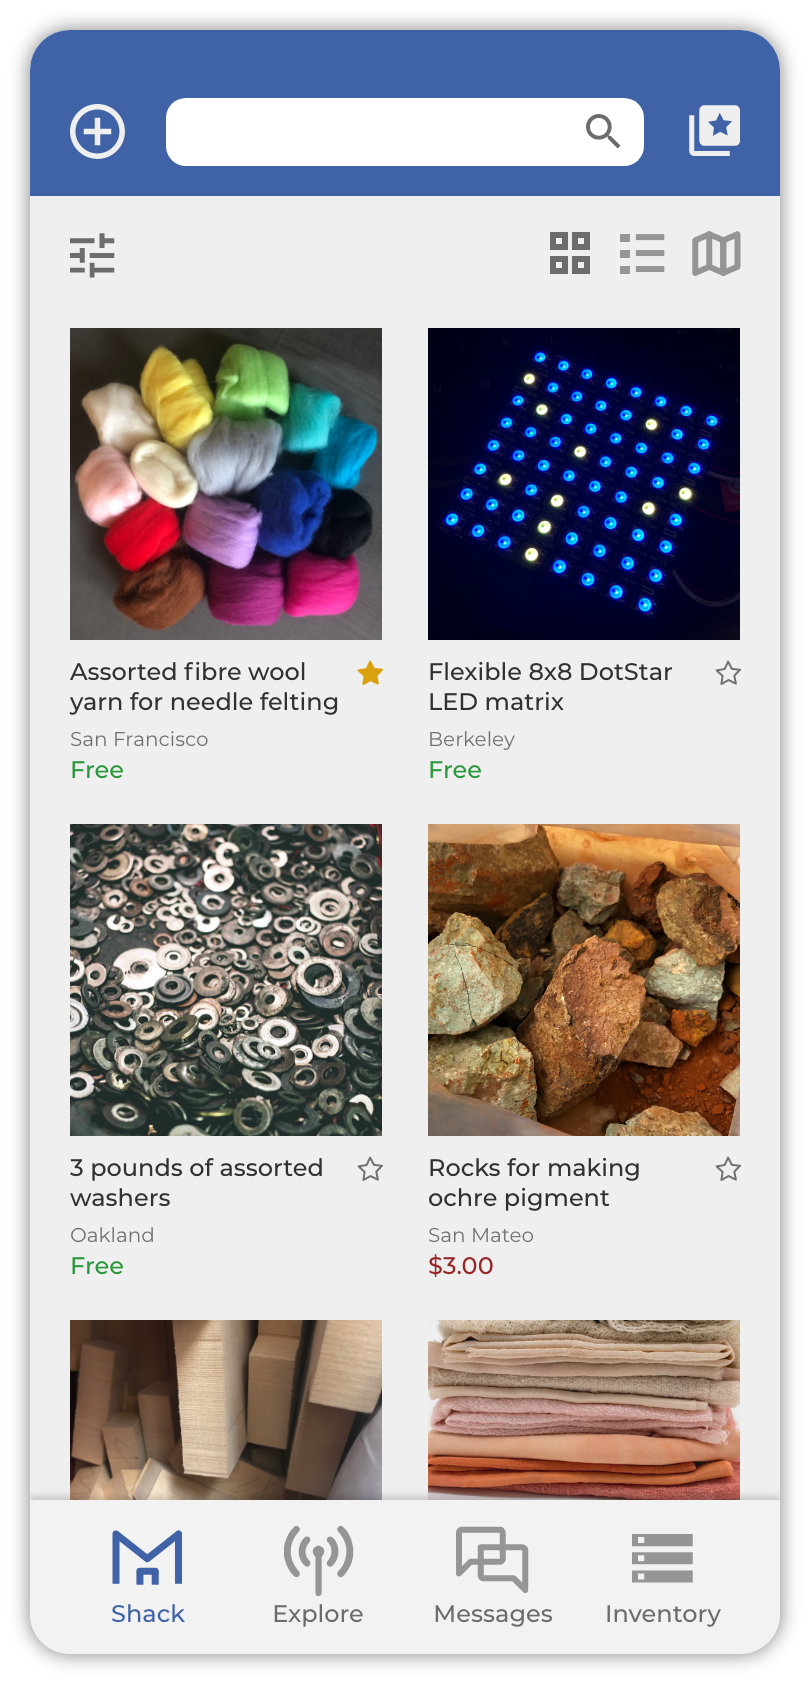 Assorted fibre wool
yarn for needle felting
San Francisco
Free
Flexible 8x8 DotStar
LED matrix
Berkeley
Free
3 pounds of assorted
washers
Oakland
Free
Rocks for making
ochre pigment
San Mateo
$3.00
Shack
Explore
Messages
Inventory